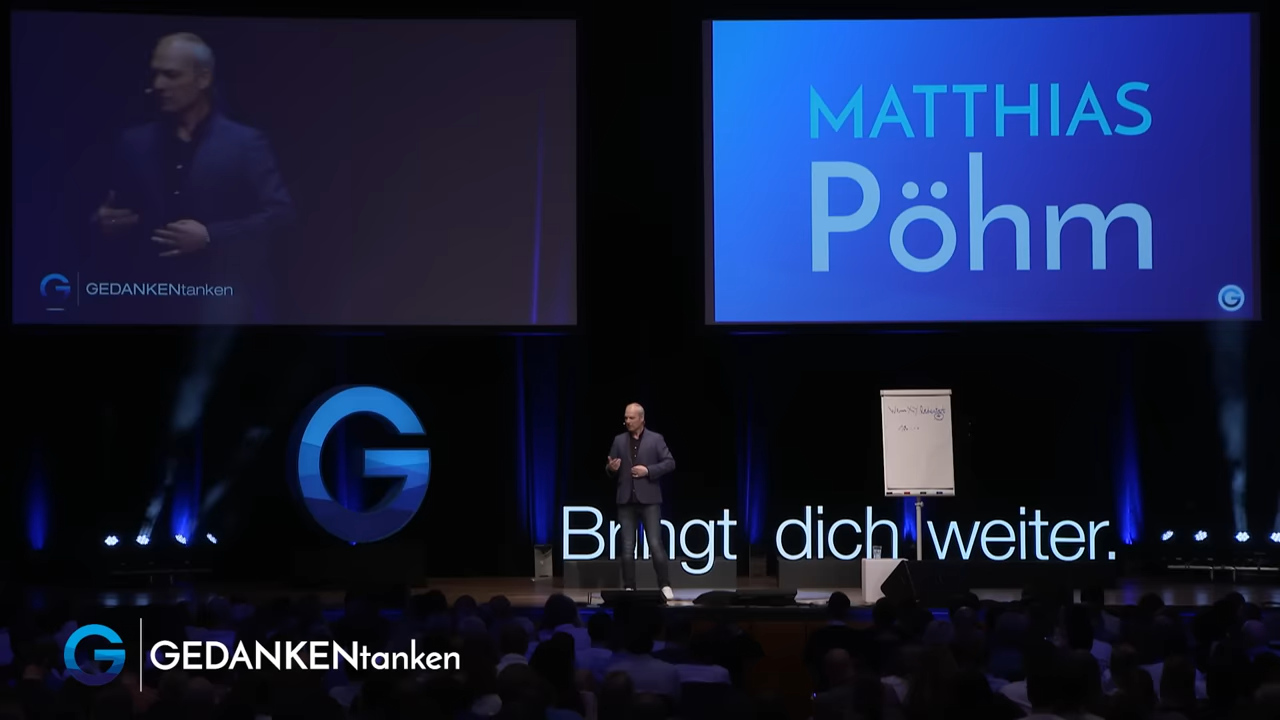 GEDANKENtanken
MATTHIAS
Pöhm
Bringt dich weiter.
GEDANKENtanken